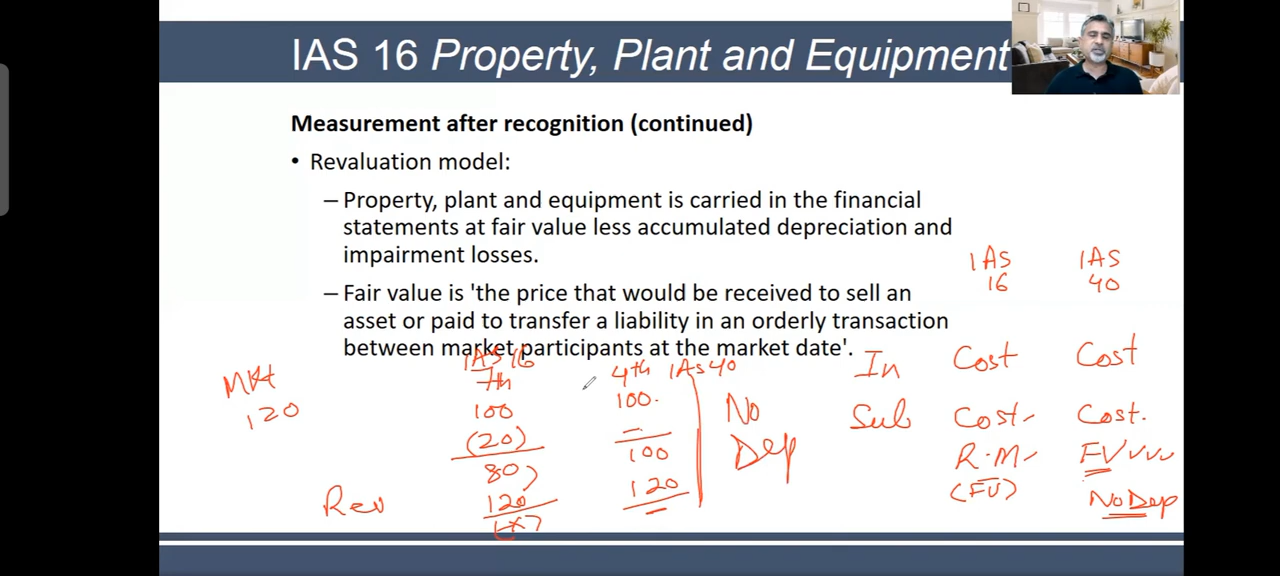 IAS 16 Property, Plant and Equipment
Measurement after recognition (continued)
• Revaluation model:
– Property, plant and equipment is carried in the financial
statements at fair value less accumulated depreciation and
impairment losses.
– Fair value is 'the price that would be received to sell an
asset or paid to transfer a liability in an orderly transaction
between market participants at the market date'.
IAS IAS
16 40
In Cost Cost
Sub Cost Cost.
R.M FV
(FV) No Dep
Mkt
120
IAS 16
7th
100
(20)
80
Rev 120
4th IAS 40
100.
–
100
120
No
Dep